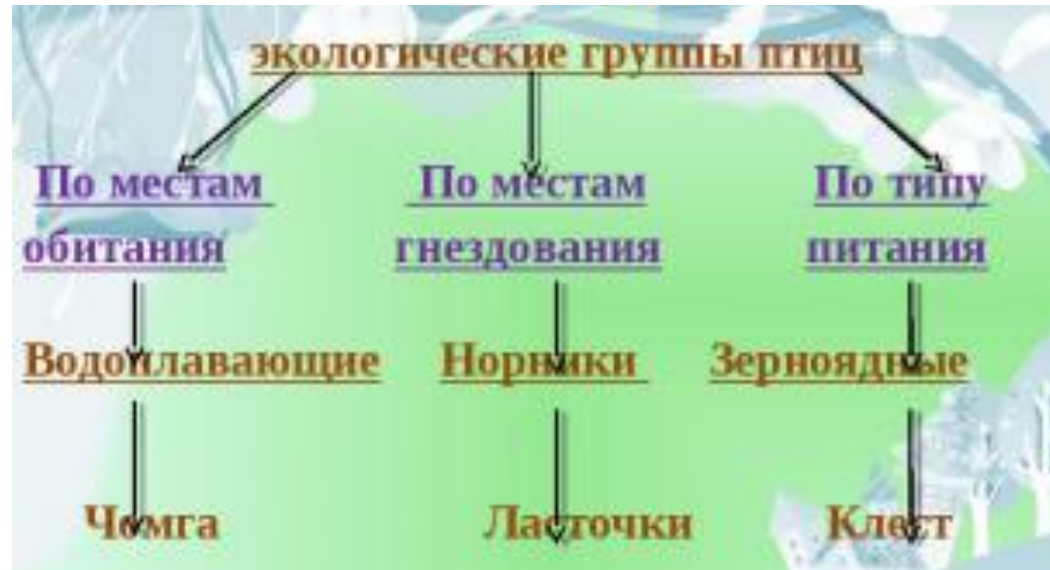 экологические группы птиц
По местам По местам По типу
обитания гнездования питания
Водоплавающие Норники Зерноядные
Чомга Ласточки Клест